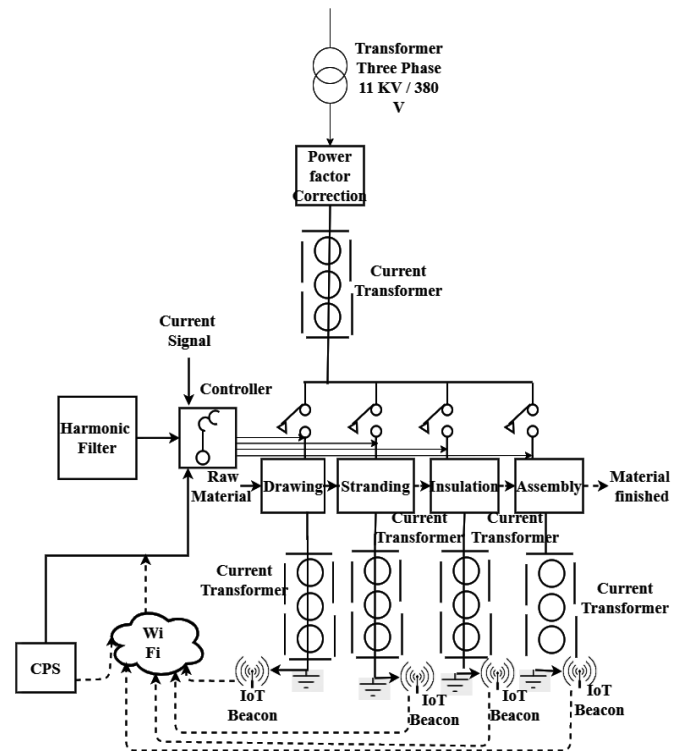 Transformer
Three Phase
11 KV / 380
V
Power
factor
Correction
Current
Transformer
Current
Signal
Controller
Harmonic
Filter
Raw
Material
Drawing
Stranding
Insulation
Assembly
Material
finished
Current
Transformer
Current
Transformer
Current
Transformer
Current
Transformer
CPS
Wi
Fi
IoT
Beacon
IoT
Beacon
IoT
Beacon
IoT
Beacon